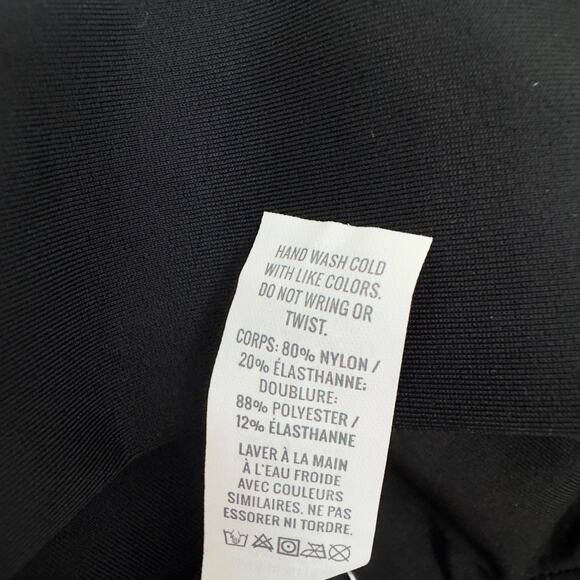 HAND WASH COLD
WITH LIKE COLORS.
DO NOT WRING OR
TWIST.
CORPS: 80% NYLON /
20% ÉLASTHANNE;
DOUBLURE:
88% POLYESTER /
12% ÉLASTHANNE
LAVER À LA MAIN
À L'EAU FROIDE
AVEC COULEURS
SIMILAIRES. NE PAS
ESSORER NI TORDRE.